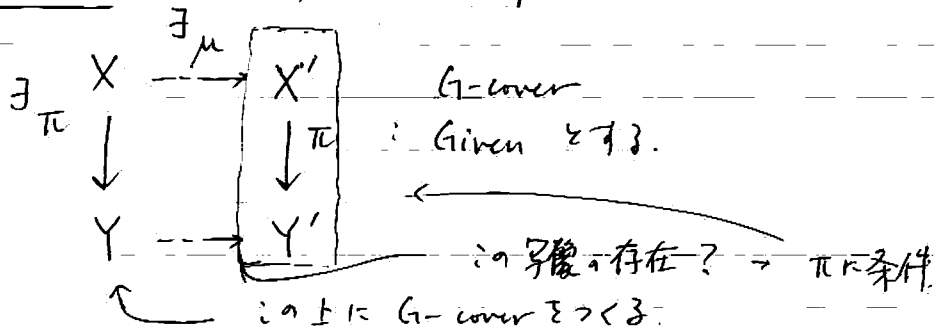 ∃μ
X ⇢ X' G-cover
∃π ↓ ↓π : Given とする.
Y ⇢ Y'
この写像の存在? → πに条件
この上に G-cover をつくる.